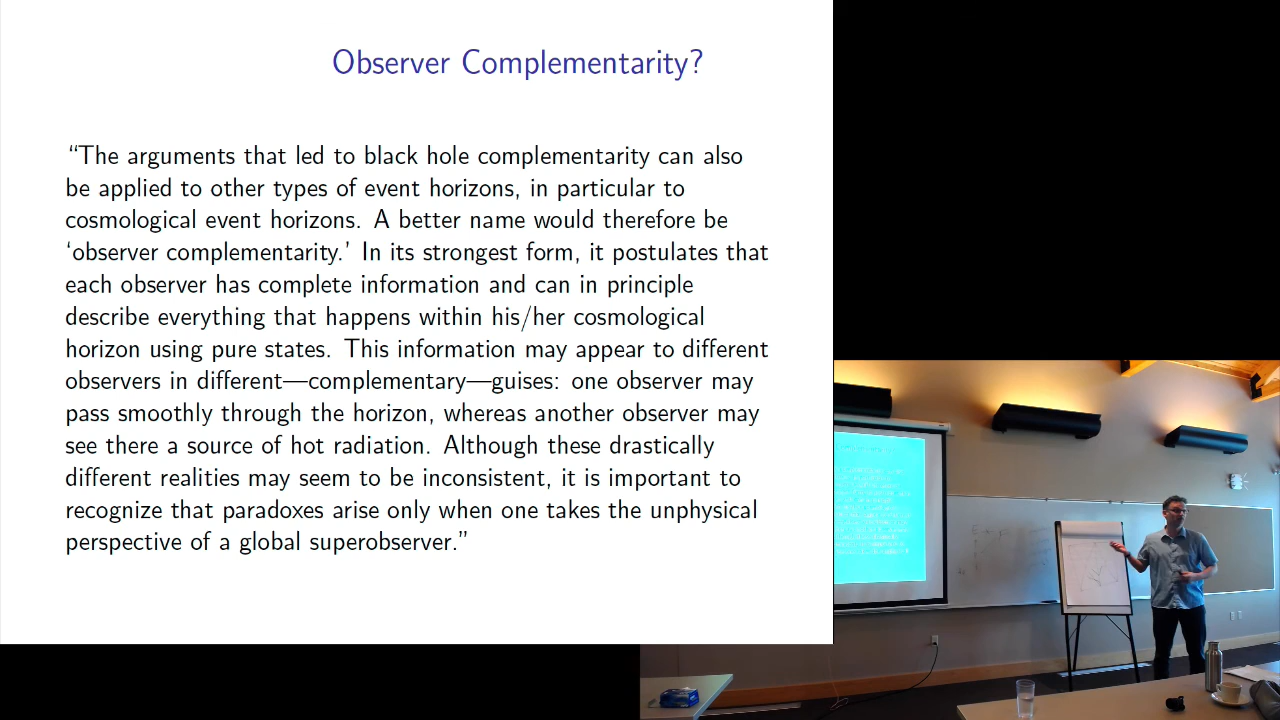 Observer Complementarity?
“The arguments that led to black hole complementarity can also
be applied to other types of event horizons, in particular to
cosmological event horizons. A better name would therefore be
‘observer complementarity.’ In its strongest form, it postulates that
each observer has complete information and can in principle
describe everything that happens within his/her cosmological
horizon using pure states. This information may appear to different
observers in different—complementary—guises: one observer may
pass smoothly through the horizon, whereas another observer may
see there a source of hot radiation. Although these drastically
different realities may seem to be inconsistent, it is important to
recognize that paradoxes arise only when one takes the unphysical
perspective of a global superobserver.”